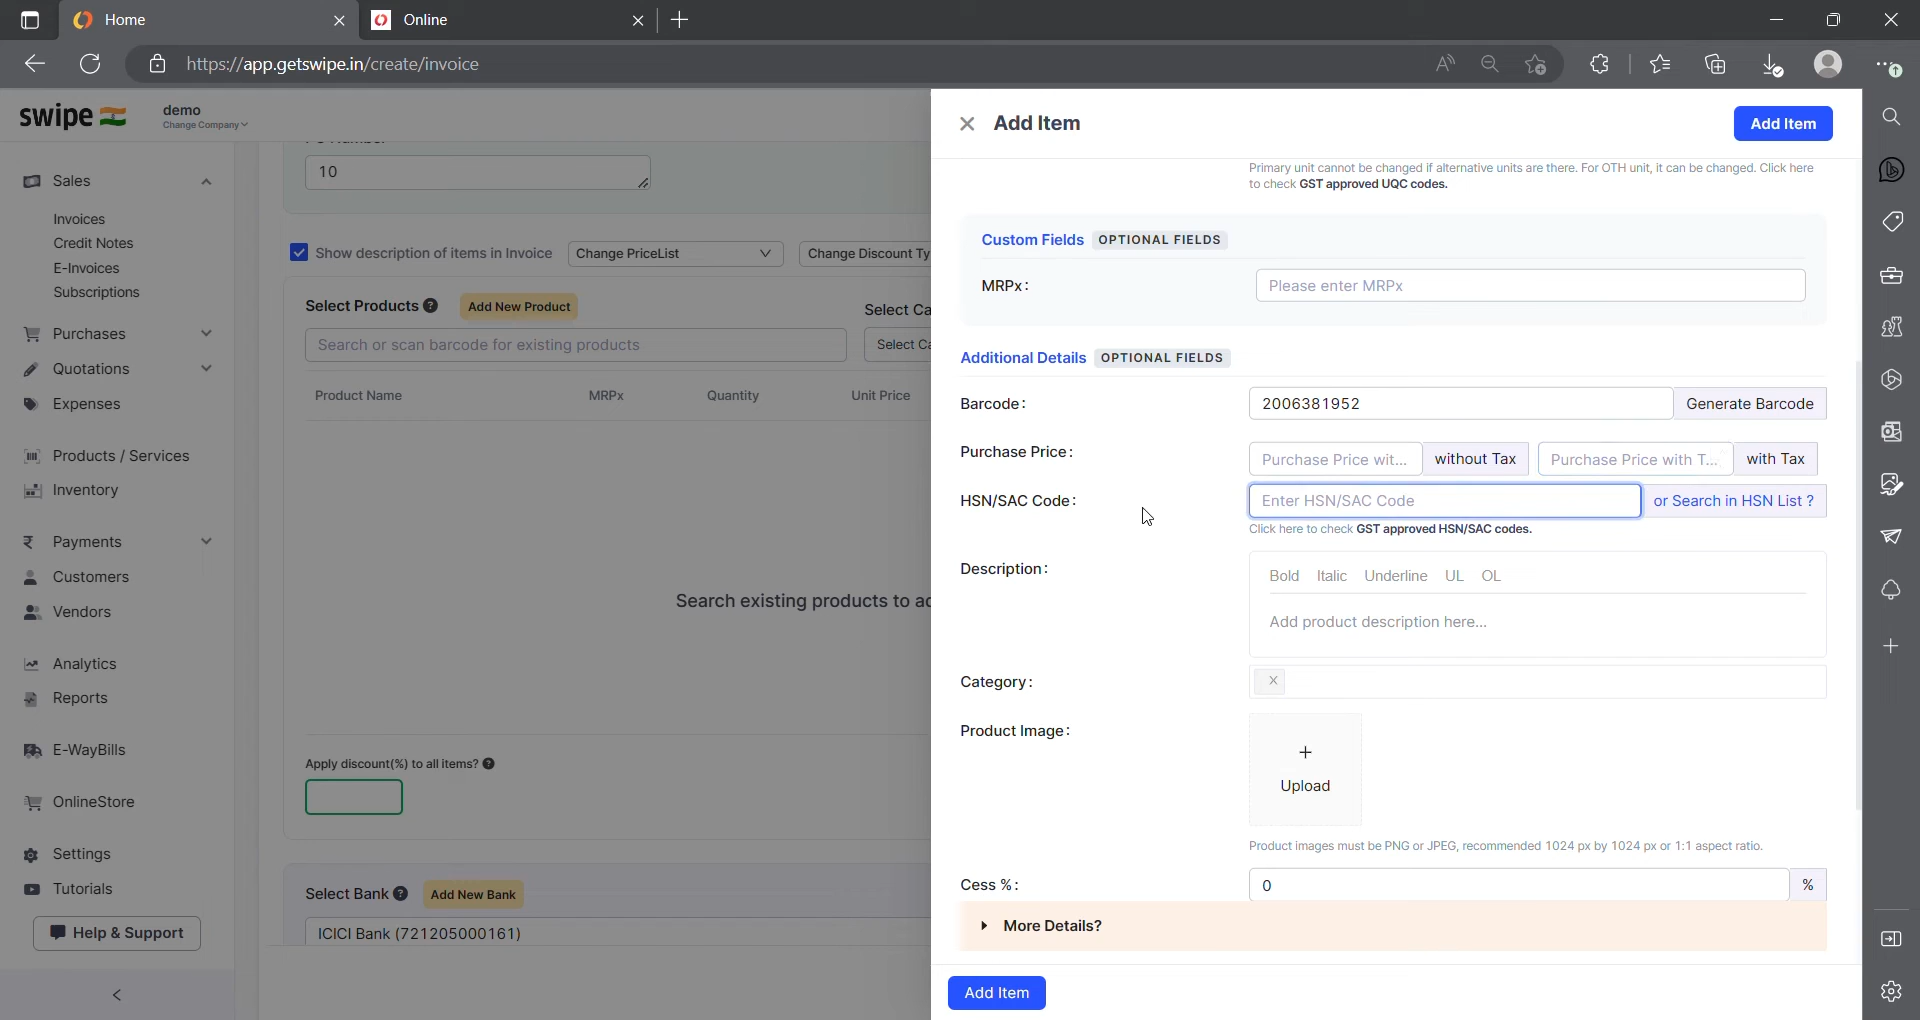 Home
Online
https://app.getswipe.in/create/invoice
swipe
demo
Change Company
Sales
Invoices
Credit Notes
E-Invoices
Subscriptions
Purchases
Quotations
Expenses
Products / Services
Inventory
Payments
Customers
Vendors
Analytics
Reports
E-WayBills
OnlineStore
Settings
Tutorials
Help & Support
10
Show description of items in Invoice
Change PriceList
Change Discount Ty
Select Products
Add New Product
Select Ca
Search or scan barcode for existing products
Select Ca
Product Name MRPx Quantity Unit Price
Search existing products to ad
Apply discount(%) to all items?
Select Bank
Add New Bank
ICICI Bank (721205000161)
Add Item
Add Item
Primary unit cannot be changed if alternative units are there. For OTH unit, it can be changed. Click here
to check GST approved UQC codes.
Custom Fields OPTIONAL FIELDS
MRPx:
Please enter MRPx
Additional Details OPTIONAL FIELDS
Barcode:
2006381952
Generate Barcode
Purchase Price:
Purchase Price wit...
without Tax
Purchase Price with T...
with Tax
HSN/SAC Code:
Enter HSN/SAC Code
or Search in HSN List ?
Click here to check GST approved HSN/SAC codes.
Description:
Bold Italic Underline UL OL
Add product description here...
Category:
Product Image:
+
Upload
Product images must be PNG or JPEG, recommended 1024 px by 1024 px or 1:1 aspect ratio.
Cess %:
0
%
More Details?
Add Item